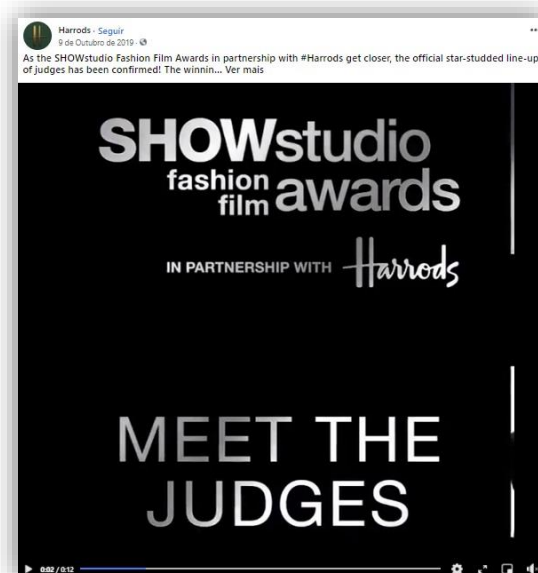 Harrods · Seguir
9 de Outubro de 2019 ·
As the SHOWstudio Fashion Film Awards in partnership with #Harrods get closer, the official star-studded line-up
of judges has been confirmed! The winnin... Ver mais
SHOWstudio
fashion
film awards
IN PARTNERSHIP WITH Harrods
MEET THE
JUDGES
0:02 / 0:12